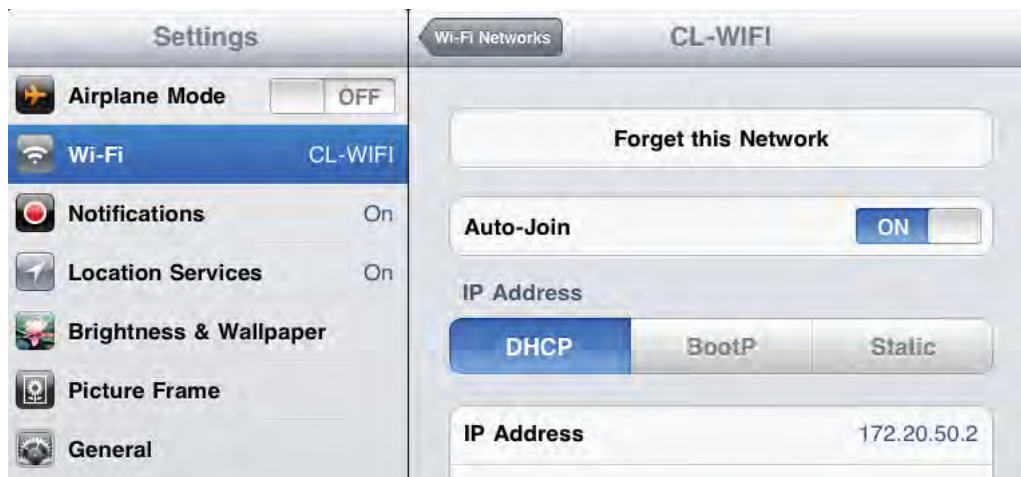 Settings
Airplane Mode OFF
Wi-Fi CL-WIFI
Notifications On
Location Services On
Brightness & Wallpaper
Picture Frame
General
Wi-Fi Networks CL-WIFI
Forget this Network
Auto-Join ON
IP Address
DHCP BootP Static
IP Address 172.20.50.2